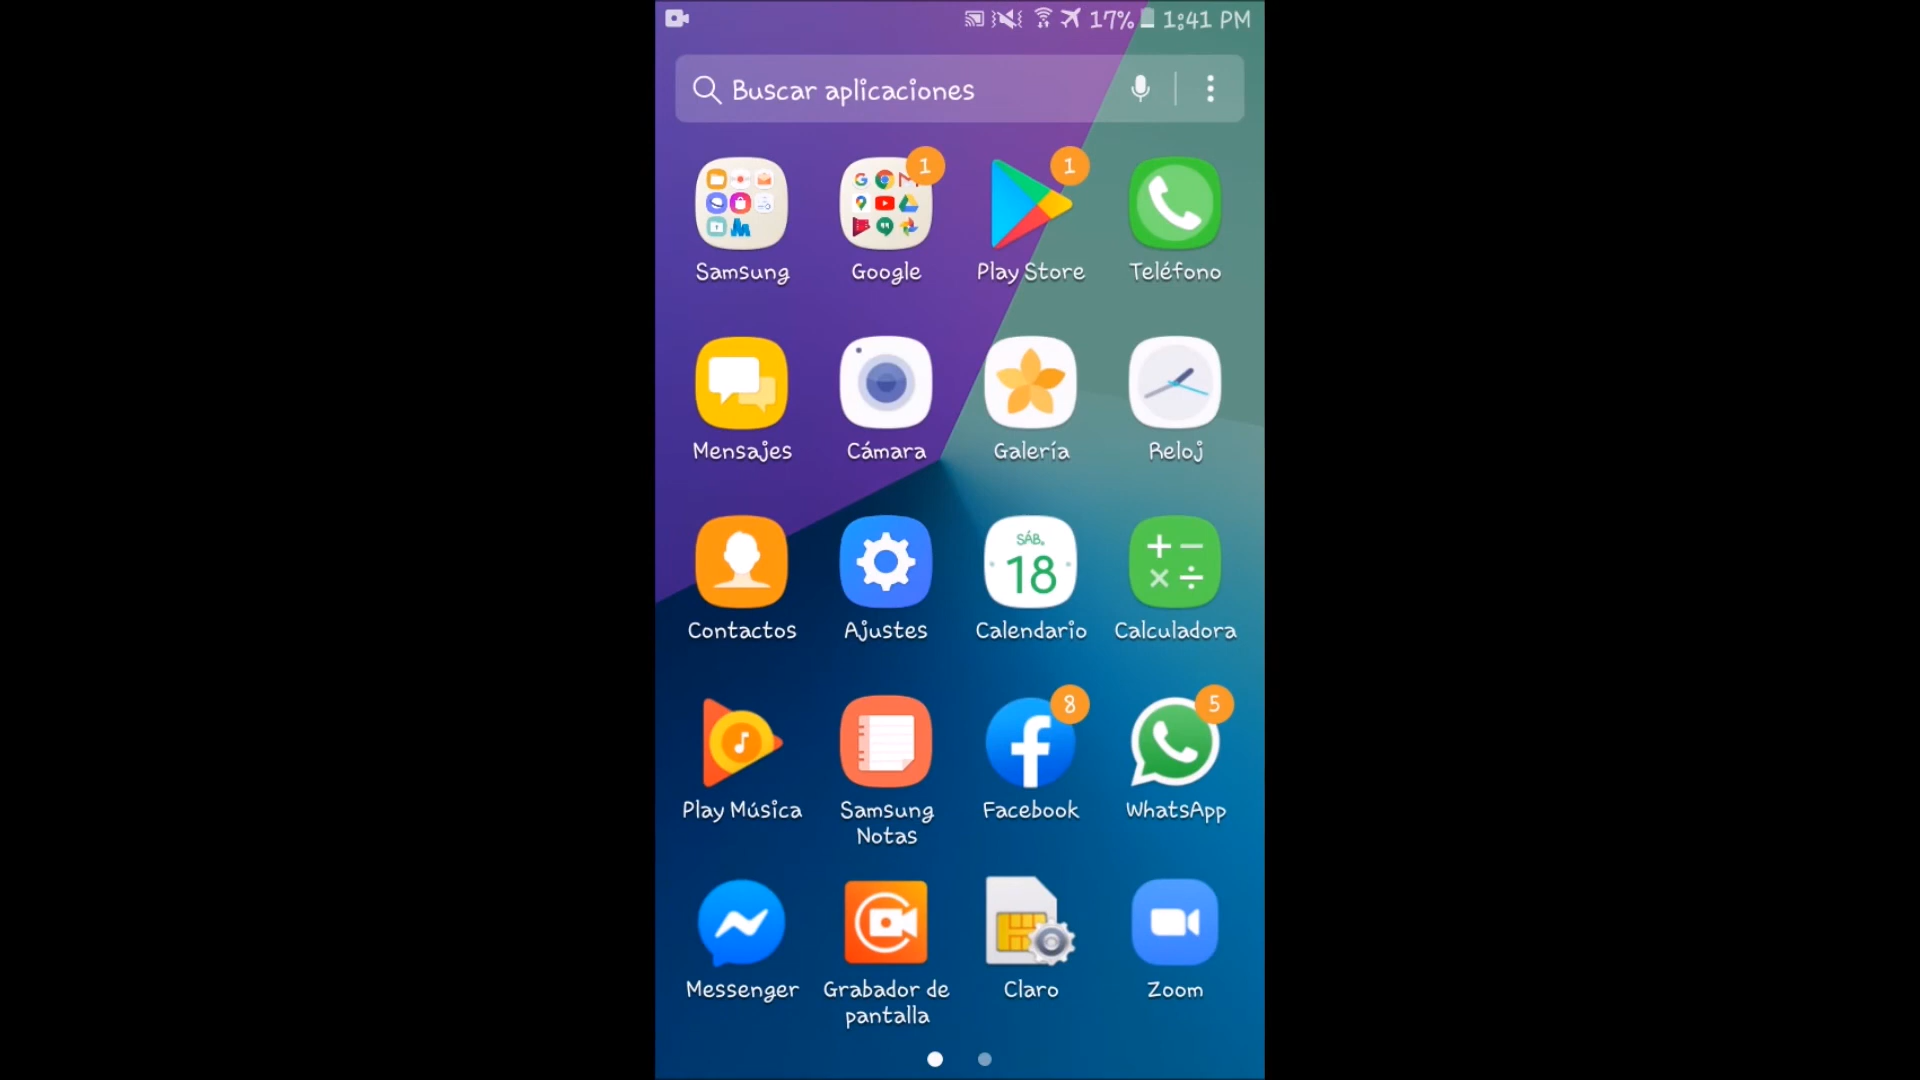 17% 1:41 PM
Buscar aplicaciones
1 1
Samsung Google Play Store Teléfono
Mensajes Cámara Galería Reloj
SÁB.
18
Contactos Ajustes Calendario Calculadora
8 5
Play Música Samsung Notas Facebook WhatsApp
Messenger Grabador de pantalla Claro Zoom